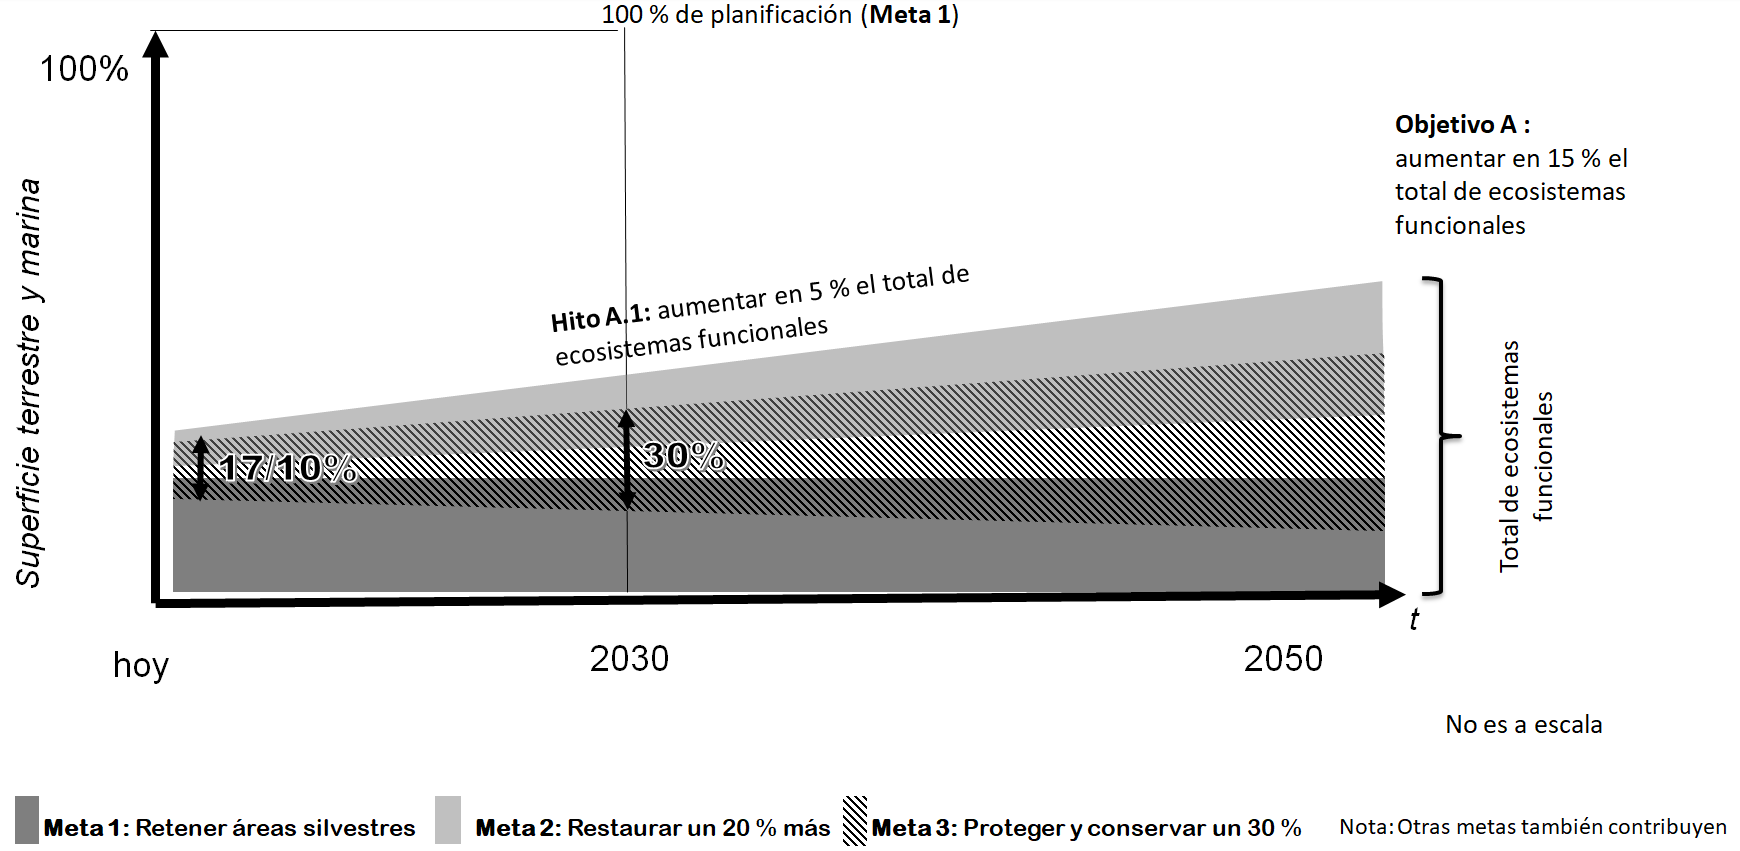 100 % de planificación (Meta 1)
100%
Superficie terrestre y marina
Objetivo A :
aumentar en 15 % el
total de ecosistemas
funcionales
Hito A.1: aumentar en 5 % el total de
ecosistemas funcionales
17/10%
30%
Total de ecosistemas
funcionales
t
hoy
2030
2050
No es a escala
Meta 1: Retener áreas silvestres
Meta 2: Restaurar un 20 % más
Meta 3: Proteger y conservar un 30 %
Nota: Otras metas también contribuyen